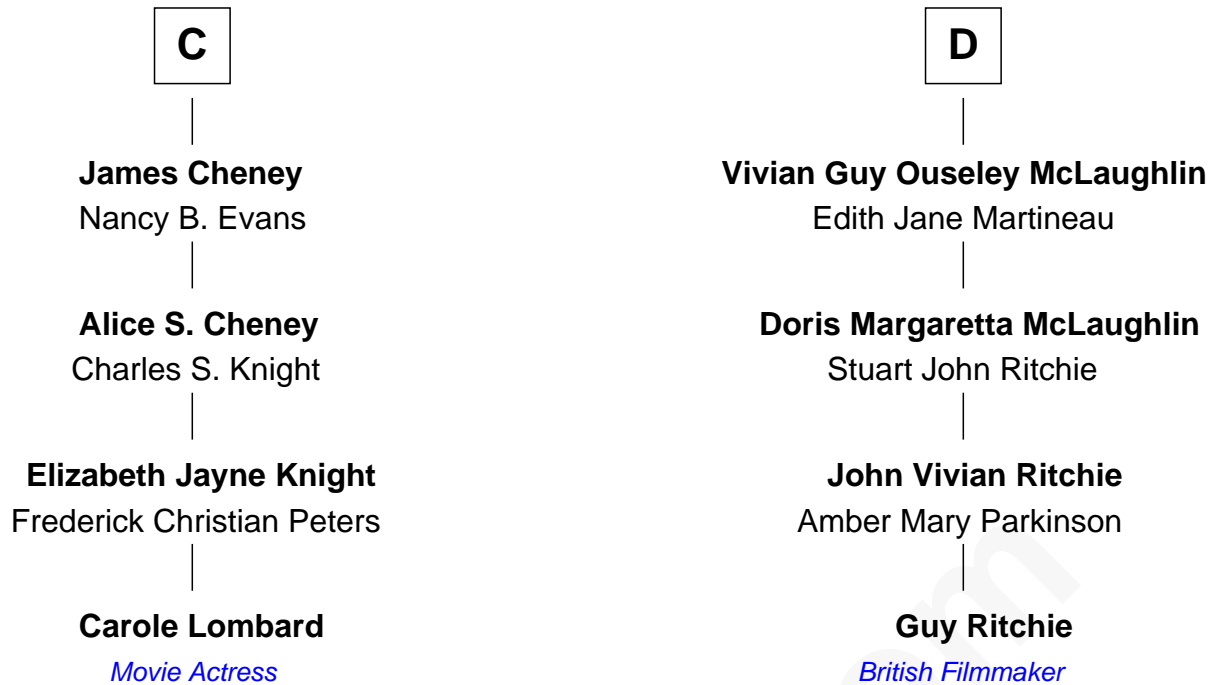 C
James Cheney
Nancy B. Evans
Alice S. Cheney
Charles S. Knight
Elizabeth Jayne Knight
Frederick Christian Peters
Carole Lombard
Movie Actress
D
Vivian Guy Ouseley McLaughlin
Edith Jane Martineau
Doris Margaretta McLaughlin
Stuart John Ritchie
John Vivian Ritchie
Amber Mary Parkinson
Guy Ritchie
British Filmmaker